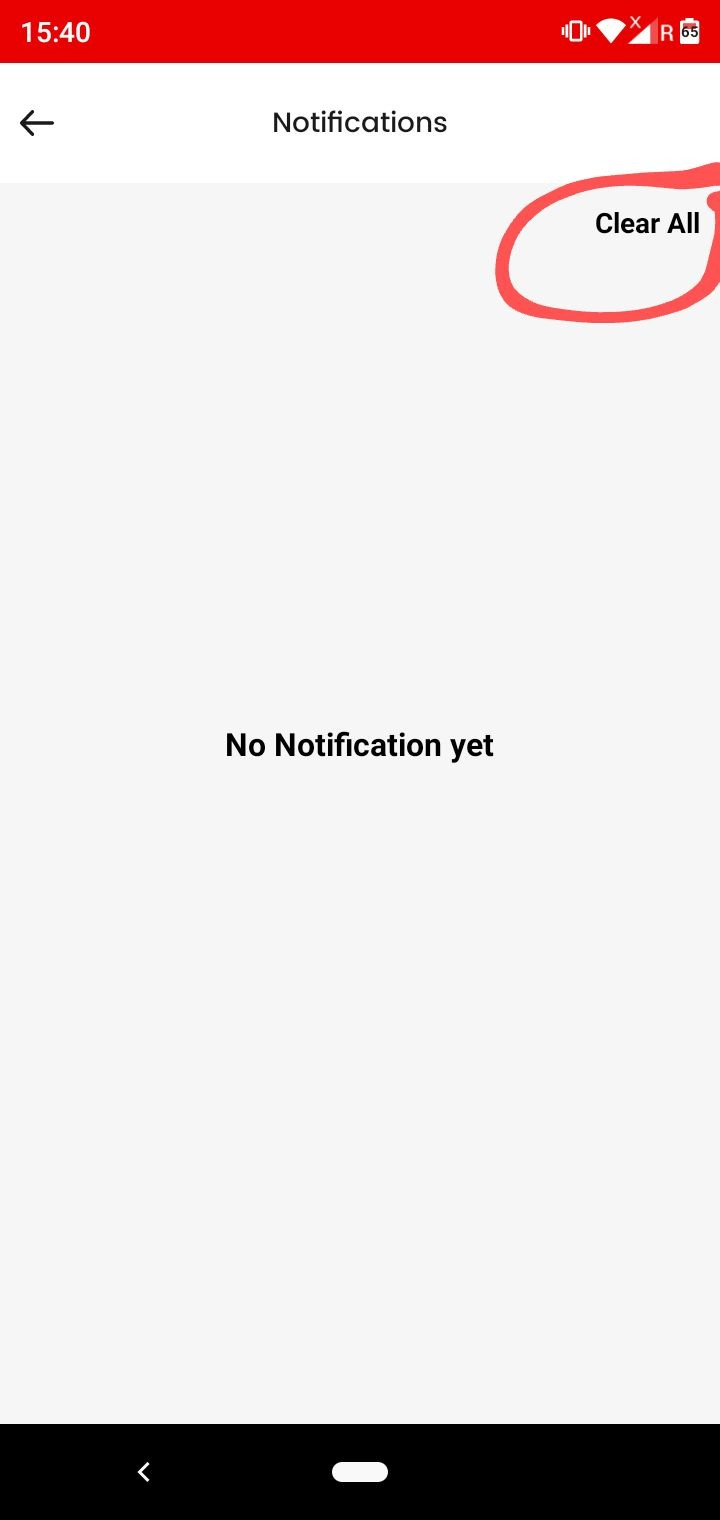 15:40
R
65
Notifications
Clear All
No Notification yet